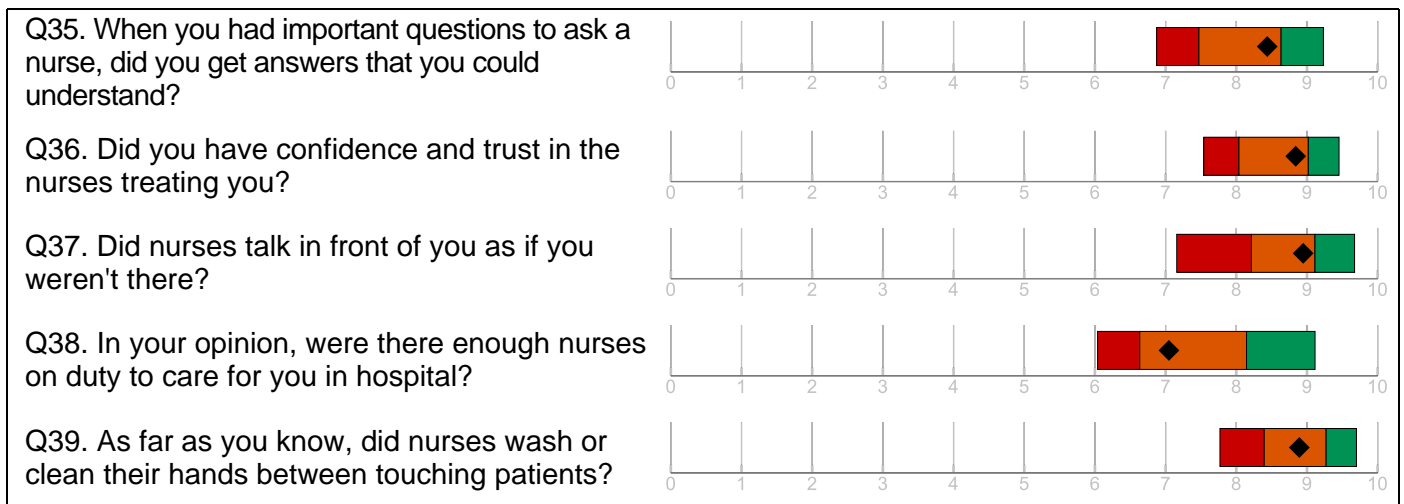 Q35. When you had important questions to ask a
nurse, did you get answers that you could
understand?
0 1 2 3 4 5 6 7 8 9 10
Q36. Did you have confidence and trust in the
nurses treating you?
0 1 2 3 4 5 6 7 8 9 10
Q37. Did nurses talk in front of you as if you
weren't there?
0 1 2 3 4 5 6 7 8 9 10
Q38. In your opinion, were there enough nurses
on duty to care for you in hospital?
0 1 2 3 4 5 6 7 8 9 10
Q39. As far as you know, did nurses wash or
clean their hands between touching patients?
0 1 2 3 4 5 6 7 8 9 10